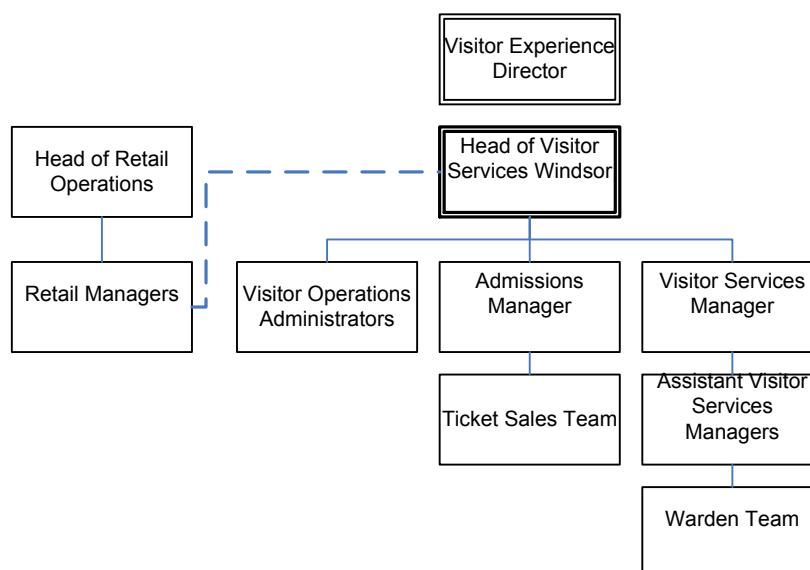 Visitor Experience
Director
Head of Retail
Operations
Head of Visitor
Services Windsor
Retail Managers
Visitor Operations
Administrators
Admissions
Manager
Visitor Services
Manager
Ticket Sales Team
Assistant Visitor
Services
Managers
Warden Team